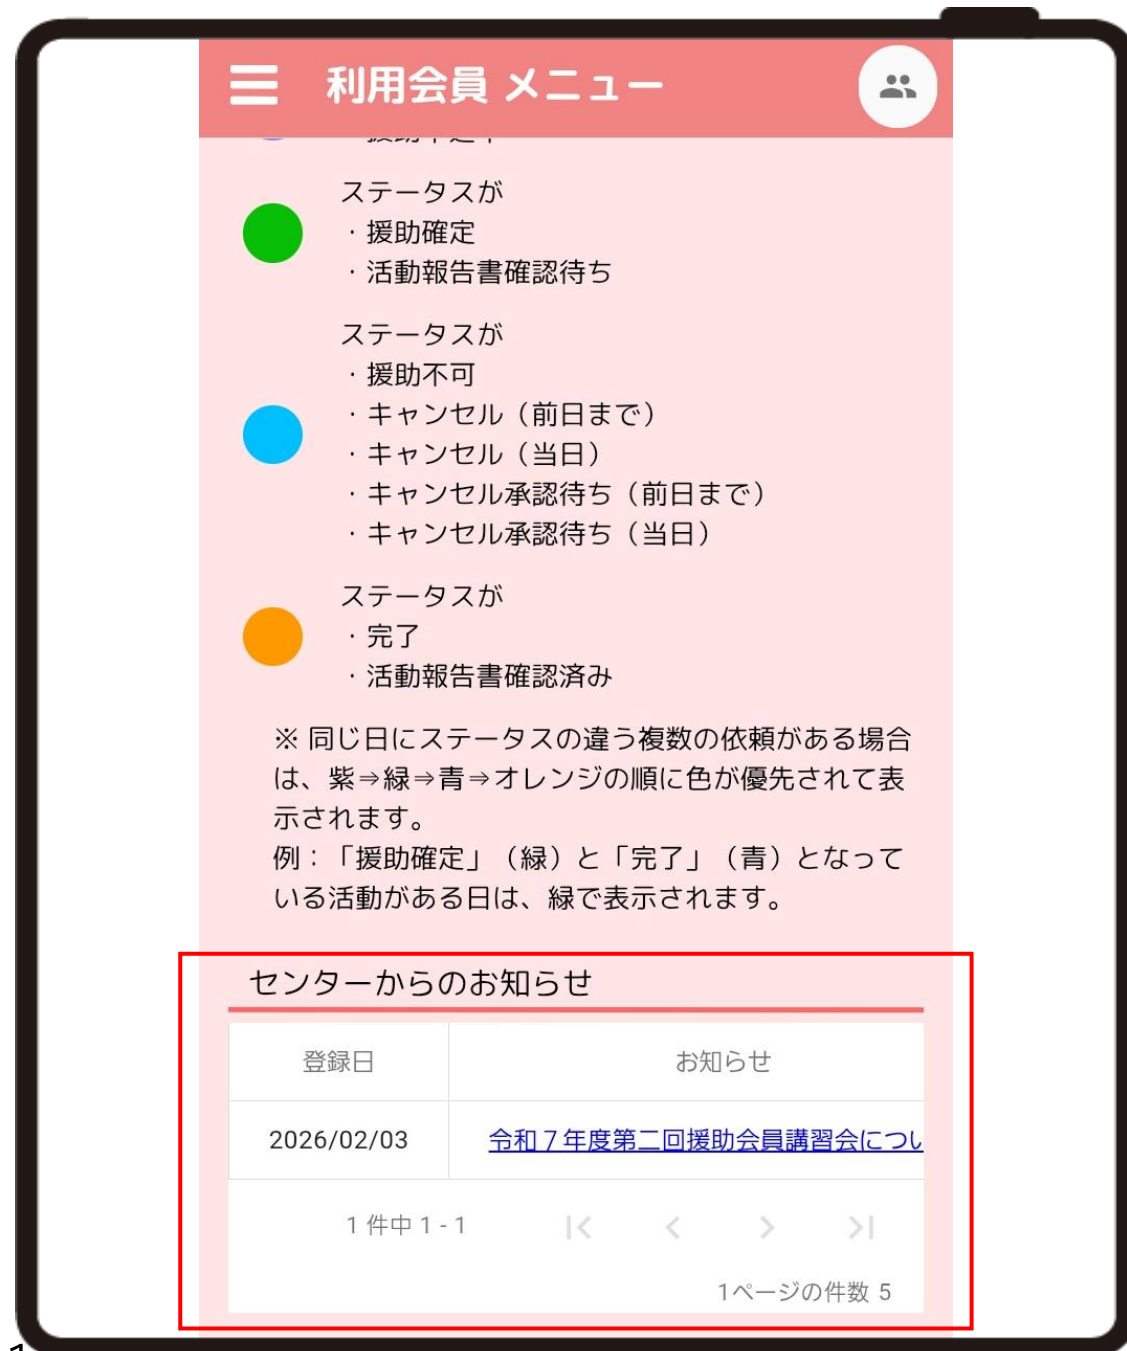 利用会員 メニュー
ステータスが
・援助確定
・活動報告書確認待ち
ステータスが
・援助不可
・キャンセル（前日まで）
・キャンセル（当日）
・キャンセル承認待ち（前日まで）
・キャンセル承認待ち（当日）
ステータスが
・完了
・活動報告書確認済み
※ 同じ日にステータスの違う複数の依頼がある場合
は、紫⇒緑⇒青⇒オレンジの順に色が優先されて表
示されます。
例：「援助確定」（緑）と「完了」（青）となって
いる活動がある日は、緑で表示されます。
センターからのお知らせ
登録日 お知らせ
2026/02/03 令和７年度第二回援助会員講習会につい
1 件中 1 - 1
1ページの件数 5